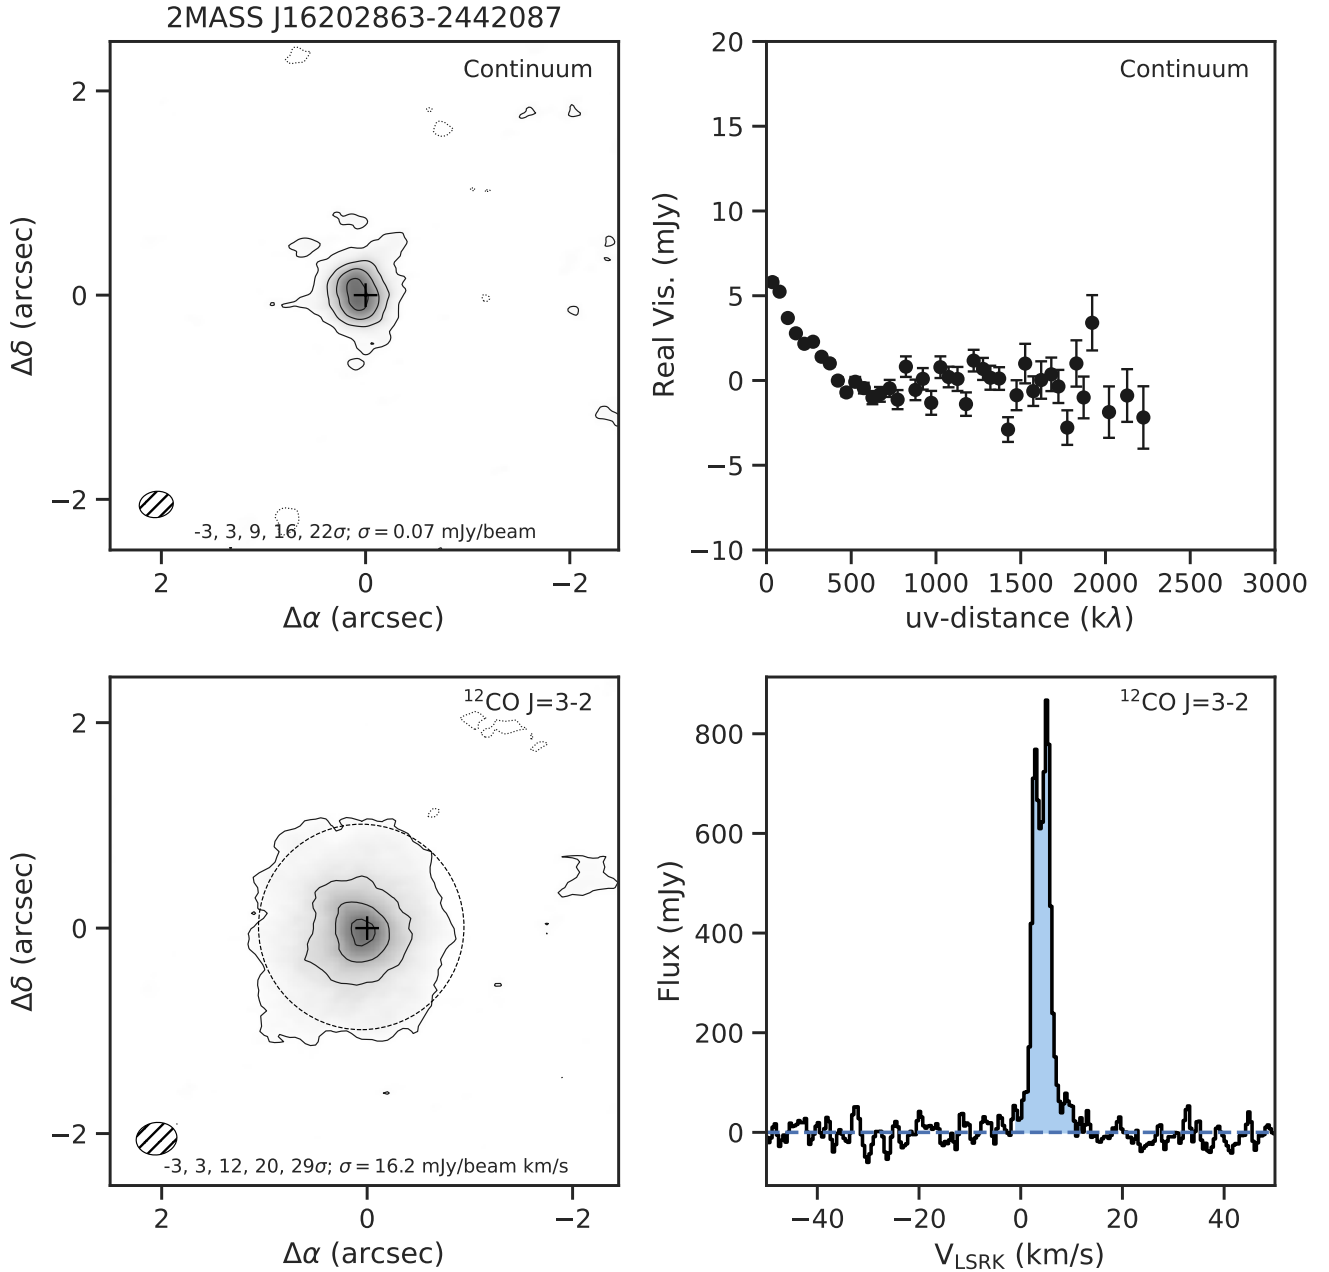 2MASS J16202863-2442087
Continuum
2
0
−2
Δδ (arcsec)
-3, 3, 9, 16, 22σ; σ = 0.07 mJy/beam
2 0 −2
Δα (arcsec)
Continuum
20
15
10
5
0
−5
−10
Real Vis. (mJy)
0 500 1000 1500 2000 2500 3000
uv-distance (kλ)
¹²CO J=3-2
2
0
−2
Δδ (arcsec)
-3, 3, 12, 20, 29σ; σ = 16.2 mJy/beam km/s
2 0 −2
Δα (arcsec)
¹²CO J=3-2
800
600
400
200
0
Flux (mJy)
−40 −20 0 20 40
V_LSRK (km/s)